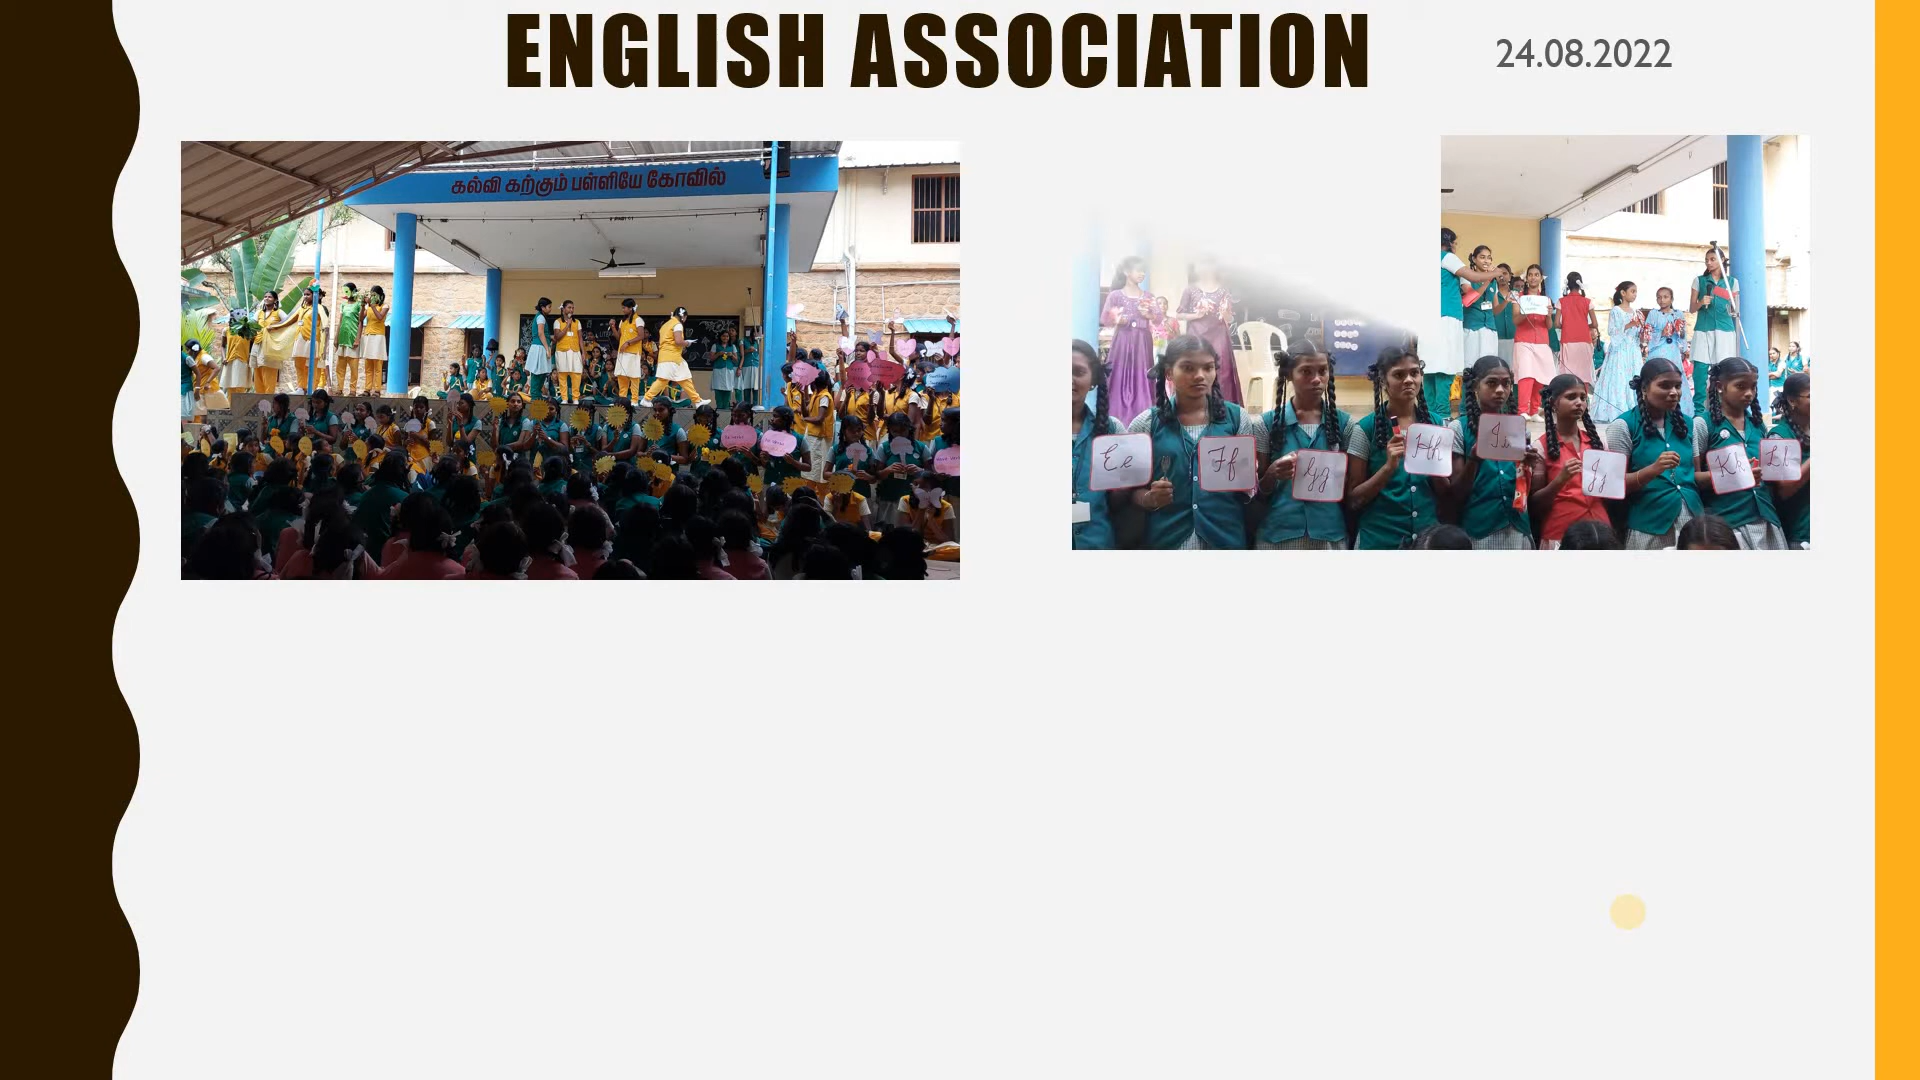 ENGLISH ASSOCIATION
24.08.2022
கல்வி கற்கும் பள்ளியே கோவில்
Ee
Ff
Gg
Hh
Ii
Jj
Kk
Ll